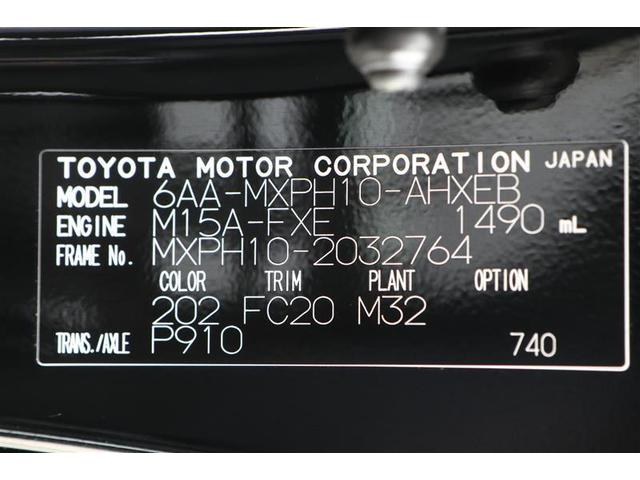 TOYOTA MOTOR CORPORATION JAPAN
MODEL 6AA-MXPH10-AHXEB
ENGINE M15A-FXE 1490 mL
FRAME No. MXPH10-2032764
COLOR TRIM PLANT OPTION
202 FC20 M32
TRANS./AXLE P910 740